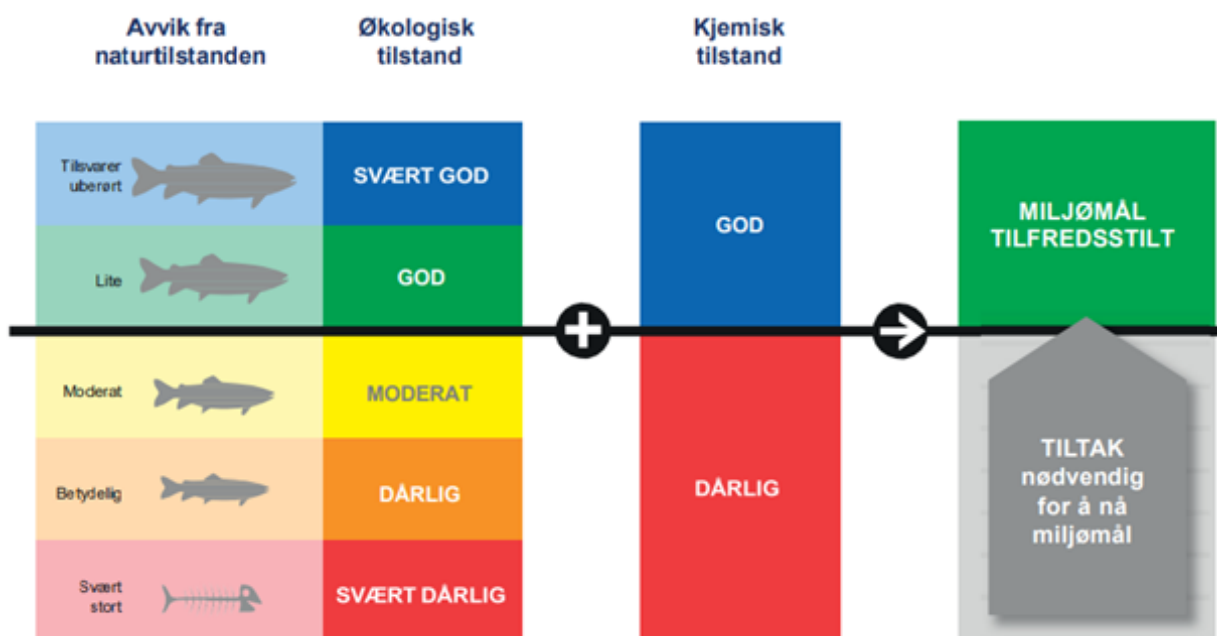 Avvik fra
naturtilstanden
Økologisk
tilstand
Kjemisk
tilstand
Tilsvarer
uberørt
SVÆRT GOD
Lite
GOD
Moderat
MODERAT
Betydelig
DÅRLIG
Svært
stort
SVÆRT DÅRLIG
GOD
DÅRLIG
MILJØMÅL
TILFREDSSTILT
TILTAK
nødvendig
for å nå
miljømål